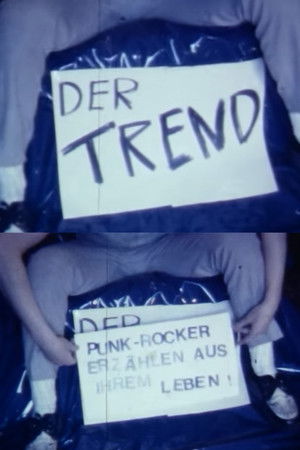 DER
TREND
DER
PUNK-ROCKER
ERZÄHLEN AUS
IHREM LEBEN!